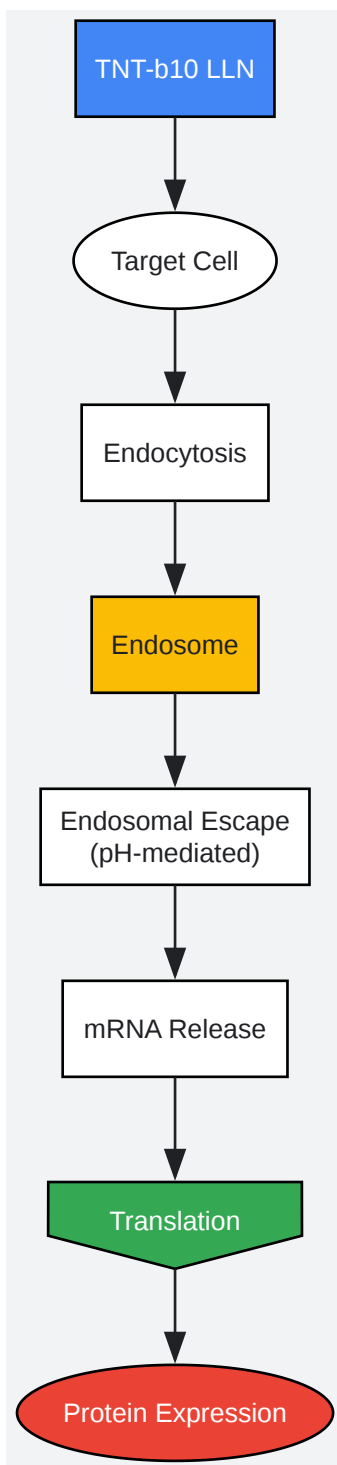 TNT-b10 LLN
Target Cell
Endocytosis
Endosome
Endosomal Escape
(pH-mediated)
mRNA Release
Translation
Protein Expression